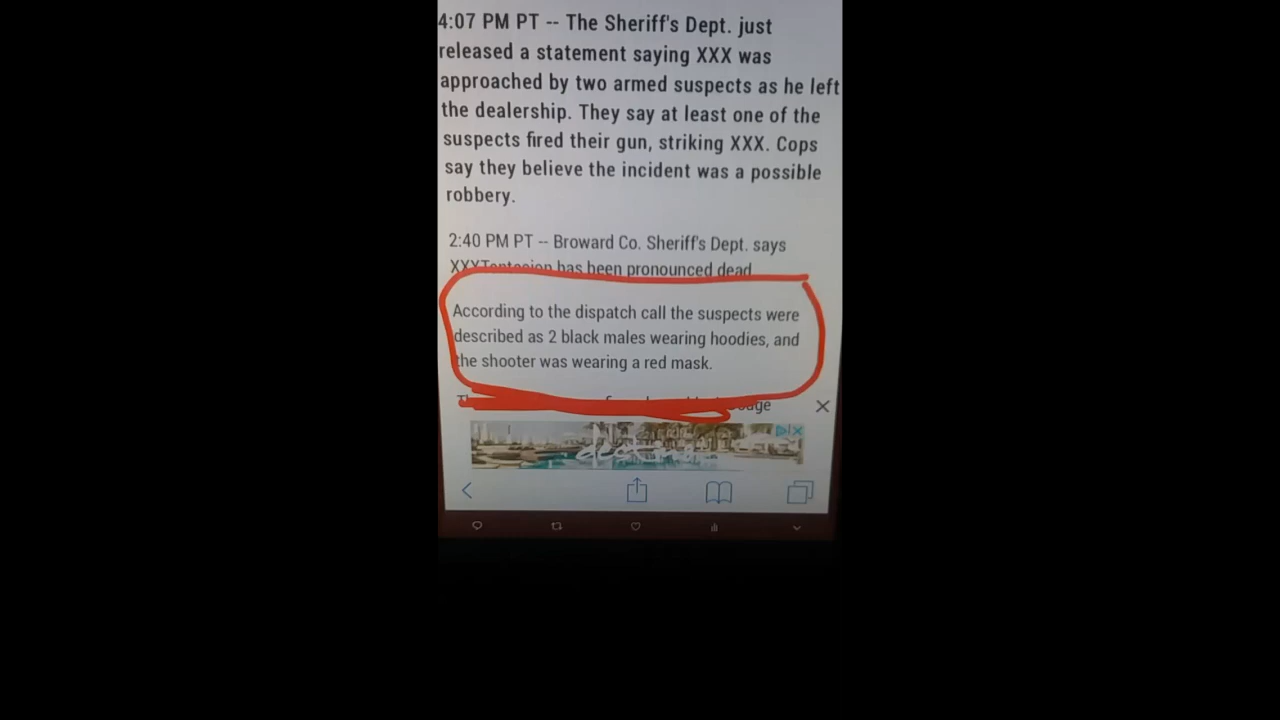 4:07 PM PT -- The Sheriff's Dept. just
released a statement saying XXX was
approached by two armed suspects as he left
the dealership. They say at least one of the
suspects fired their gun, striking XXX. Cops
say they believe the incident was a possible
robbery.
2:40 PM PT -- Broward Co. Sheriff's Dept. says
XXXTentacion has been pronounced dead
According to the dispatch call the suspects were
described as 2 black males wearing hoodies, and
the shooter was wearing a red mask.